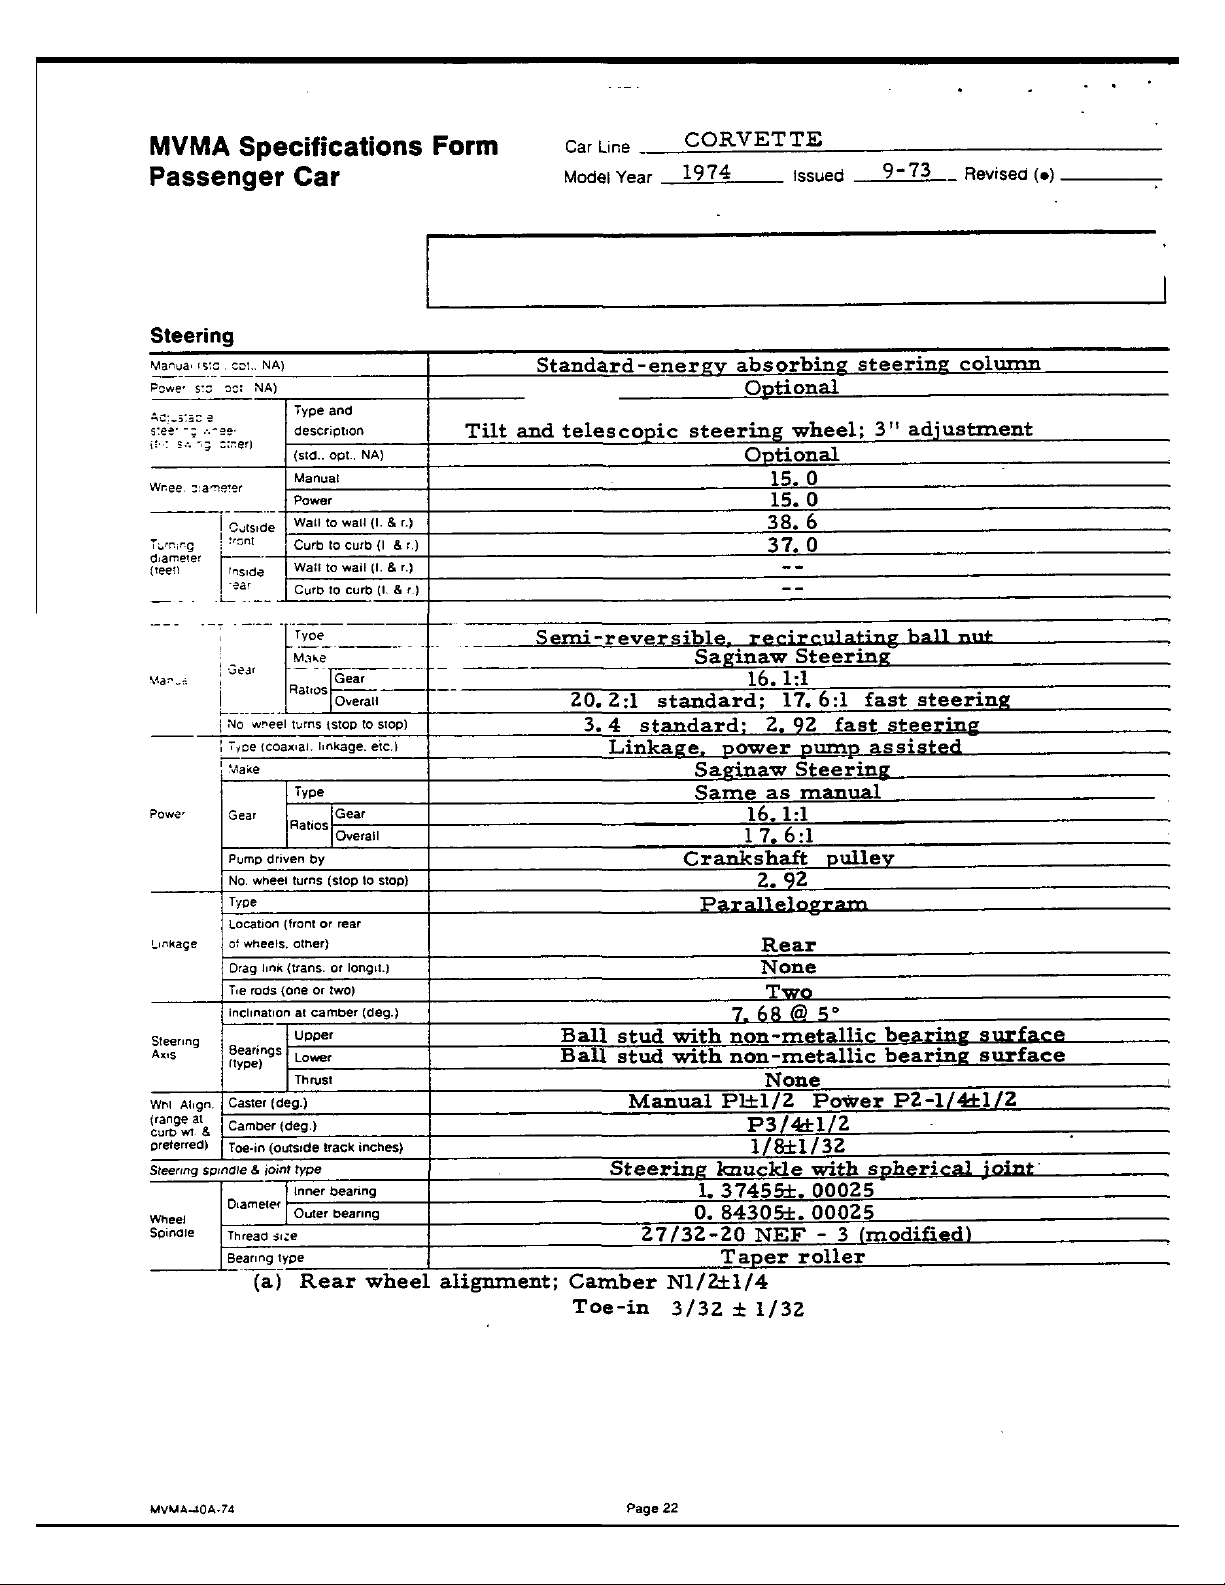 MVMA Specifications Form
Passenger Car
Car Line CORVETTE
Model Year 1974 Issued 9-73 Revised (•)
Steering
Manual (std., opt., NA) Standard-energy absorbing steering column
Power (std., opt., NA) Optional
Adjustable steering wheel (tilt, swing, other) Type and description Tilt and telescopic steering wheel; 3" adjustment
(std., opt., NA) Optional
Wheel diameter Manual 15.0
Power 15.0
Turning diameter (feet) Outside front Wall to wall (l. & r.) 38.6
Curb to curb (l. & r.) 37.0
Inside rear Wall to wall (l. & r.) --
Curb to curb (l. & r.) --
Manual Gear Type Semi-reversible, recirculating ball nut
Make Saginaw Steering
Ratios Gear 16.1:1
Overall 20.2:1 standard; 17.6:1 fast steering
No. wheel turns (stop to stop) 3.4 standard; 2.92 fast steering
Power Type (coaxial, linkage, etc.) Linkage, power pump assisted
Make Saginaw Steering
Gear Type Same as manual
Ratios Gear 16.1:1
Overall 17.6:1
Pump driven by Crankshaft pulley
No. wheel turns (stop to stop) 2.92
Linkage Type Parallelogram
Location (front or rear of wheels, other) Rear
Drag link (trans. or longit.) None
Tie rods (one or two) Two
Steering Axis Inclination at camber (deg.) 7.68 @ 5°
Bearings (type) Upper Ball stud with non-metallic bearing surface
Lower Ball stud with non-metallic bearing surface
Thrust None
Whl. Align. (range at curb wt. & preferred) Caster (deg.) Manual P1±1/2 Power P2-1/4±1/2
Camber (deg.) P3/4±1/2
Toe-in (outside track inches) 1/8±1/32
Steering spindle & joint type Steering knuckle with spherical joint
Wheel Spindle Diameter Inner bearing 1.37455±.00025
Outer bearing 0.84305±.00025
Thread size 27/32-20 NEF - 3 (modified)
Bearing type Taper roller
(a) Rear wheel alignment; Camber N1/2±1/4
Toe-in 3/32 ± 1/32
MVMA-40A-74 Page 22